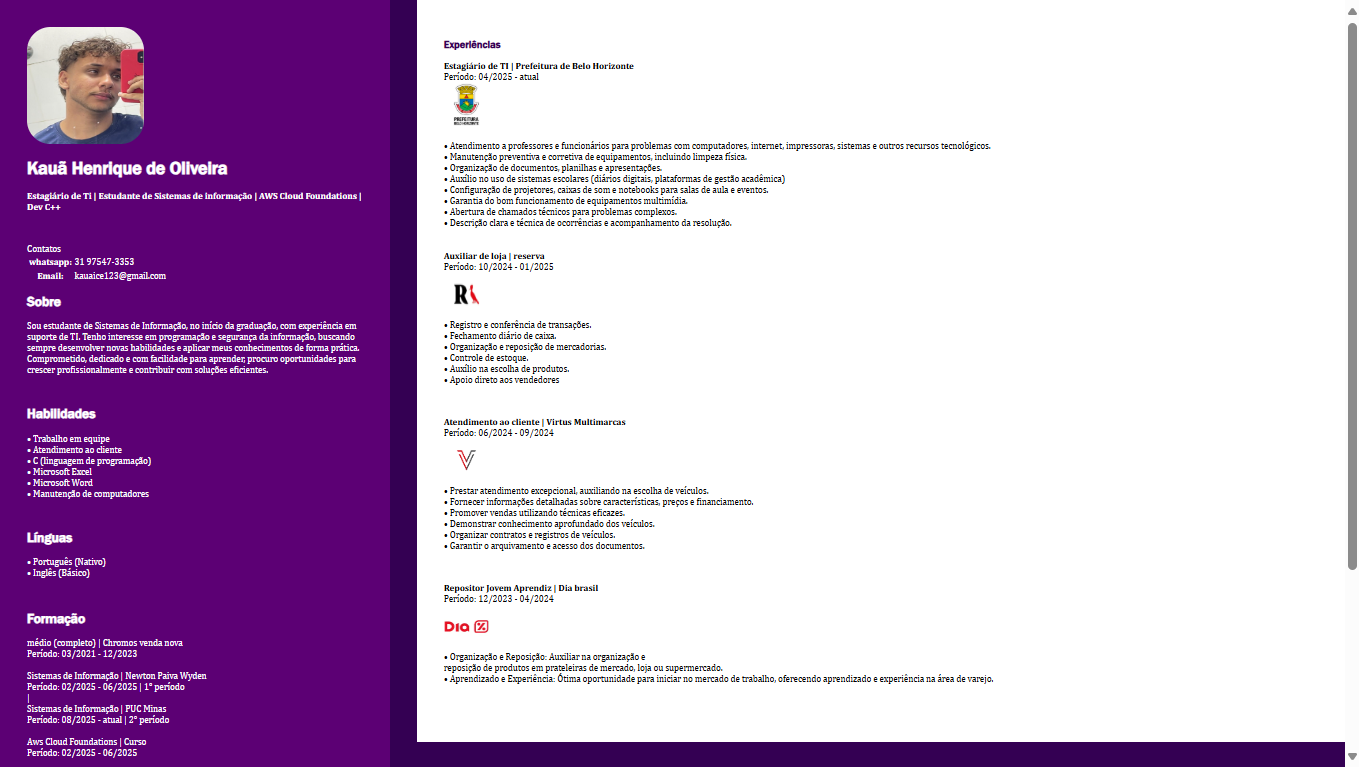 Kauã Henrique de Oliveira
Estagiário de Ti | Estudante de Sistemas de informação | AWS Cloud Foundations |
Dev C++
Contatos
whatsapp: 31 97547-3353
Email: kauaice123@gmail.com
Sobre
Sou estudante de Sistemas de Informação, no início da graduação, com experiência em
suporte de TI. Tenho interesse em programação e segurança da informação, buscando
sempre desenvolver novas habilidades e aplicar meus conhecimentos de forma prática.
Comprometido, dedicado e com facilidade para aprender, procuro oportunidades para
crescer profissionalmente e contribuir com soluções eficientes.
Habilidades
• Trabalho em equipe
• Atendimento ao cliente
• C (linguagem de programação)
• Microsoft Excel
• Microsoft Word
• Manutenção de computadores
Línguas
• Português (Nativo)
• Inglês (Básico)
Formação
médio (completo) | Chromos venda nova
Período: 03/2021 - 12/2023
Sistemas de Informação | Newton Paiva Wyden
Período: 02/2025 - 06/2025 | 1° período
|
Sistemas de Informação | PUC Minas
Período: 08/2025 - atual | 2° período
Aws Cloud Foundations | Curso
Período: 02/2025 - 06/2025
Experiências
Estagiário de TI | Prefeitura de Belo Horizonte
Período: 04/2025 - atual
PREFEITURA
BELO HORIZONTE
• Atendimento a professores e funcionários para problemas com computadores, internet, impressoras, sistemas e outros recursos tecnológicos.
• Manutenção preventiva e corretiva de equipamentos, incluindo limpeza física.
• Organização de documentos, planilhas e apresentações.
• Auxílio no uso de sistemas escolares (diários digitais, plataformas de gestão acadêmica)
• Configuração de projetores, caixas de som e notebooks para salas de aula e eventos.
• Garantia do bom funcionamento de equipamentos multimídia.
• Abertura de chamados técnicos para problemas complexos.
• Descrição clara e técnica de ocorrências e acompanhamento da resolução.
Auxiliar de loja | reserva
Período: 10/2024 - 01/2025
R
• Registro e conferência de transações.
• Fechamento diário de caixa.
• Organização e reposição de mercadorias.
• Controle de estoque.
• Auxílio na escolha de produtos.
• Apoio direto aos vendedores
Atendimento ao cliente | Virtus Multimarcas
Período: 06/2024 - 09/2024
V
• Prestar atendimento excepcional, auxiliando na escolha de veículos.
• Fornecer informações detalhadas sobre características, preços e financiamento.
• Promover vendas utilizando técnicas eficazes.
• Demonstrar conhecimento aprofundado dos veículos.
• Organizar contratos e registros de veículos.
• Garantir o arquivamento e acesso dos documentos.
Repositor Jovem Aprendiz | Dia brasil
Período: 12/2023 - 04/2024
Dia %
• Organização e Reposição: Auxiliar na organização e
reposição de produtos em prateleiras de mercado, loja ou supermercado.
• Aprendizado e Experiência: Ótima oportunidade para iniciar no mercado de trabalho, oferecendo aprendizado e experiência na área de varejo.